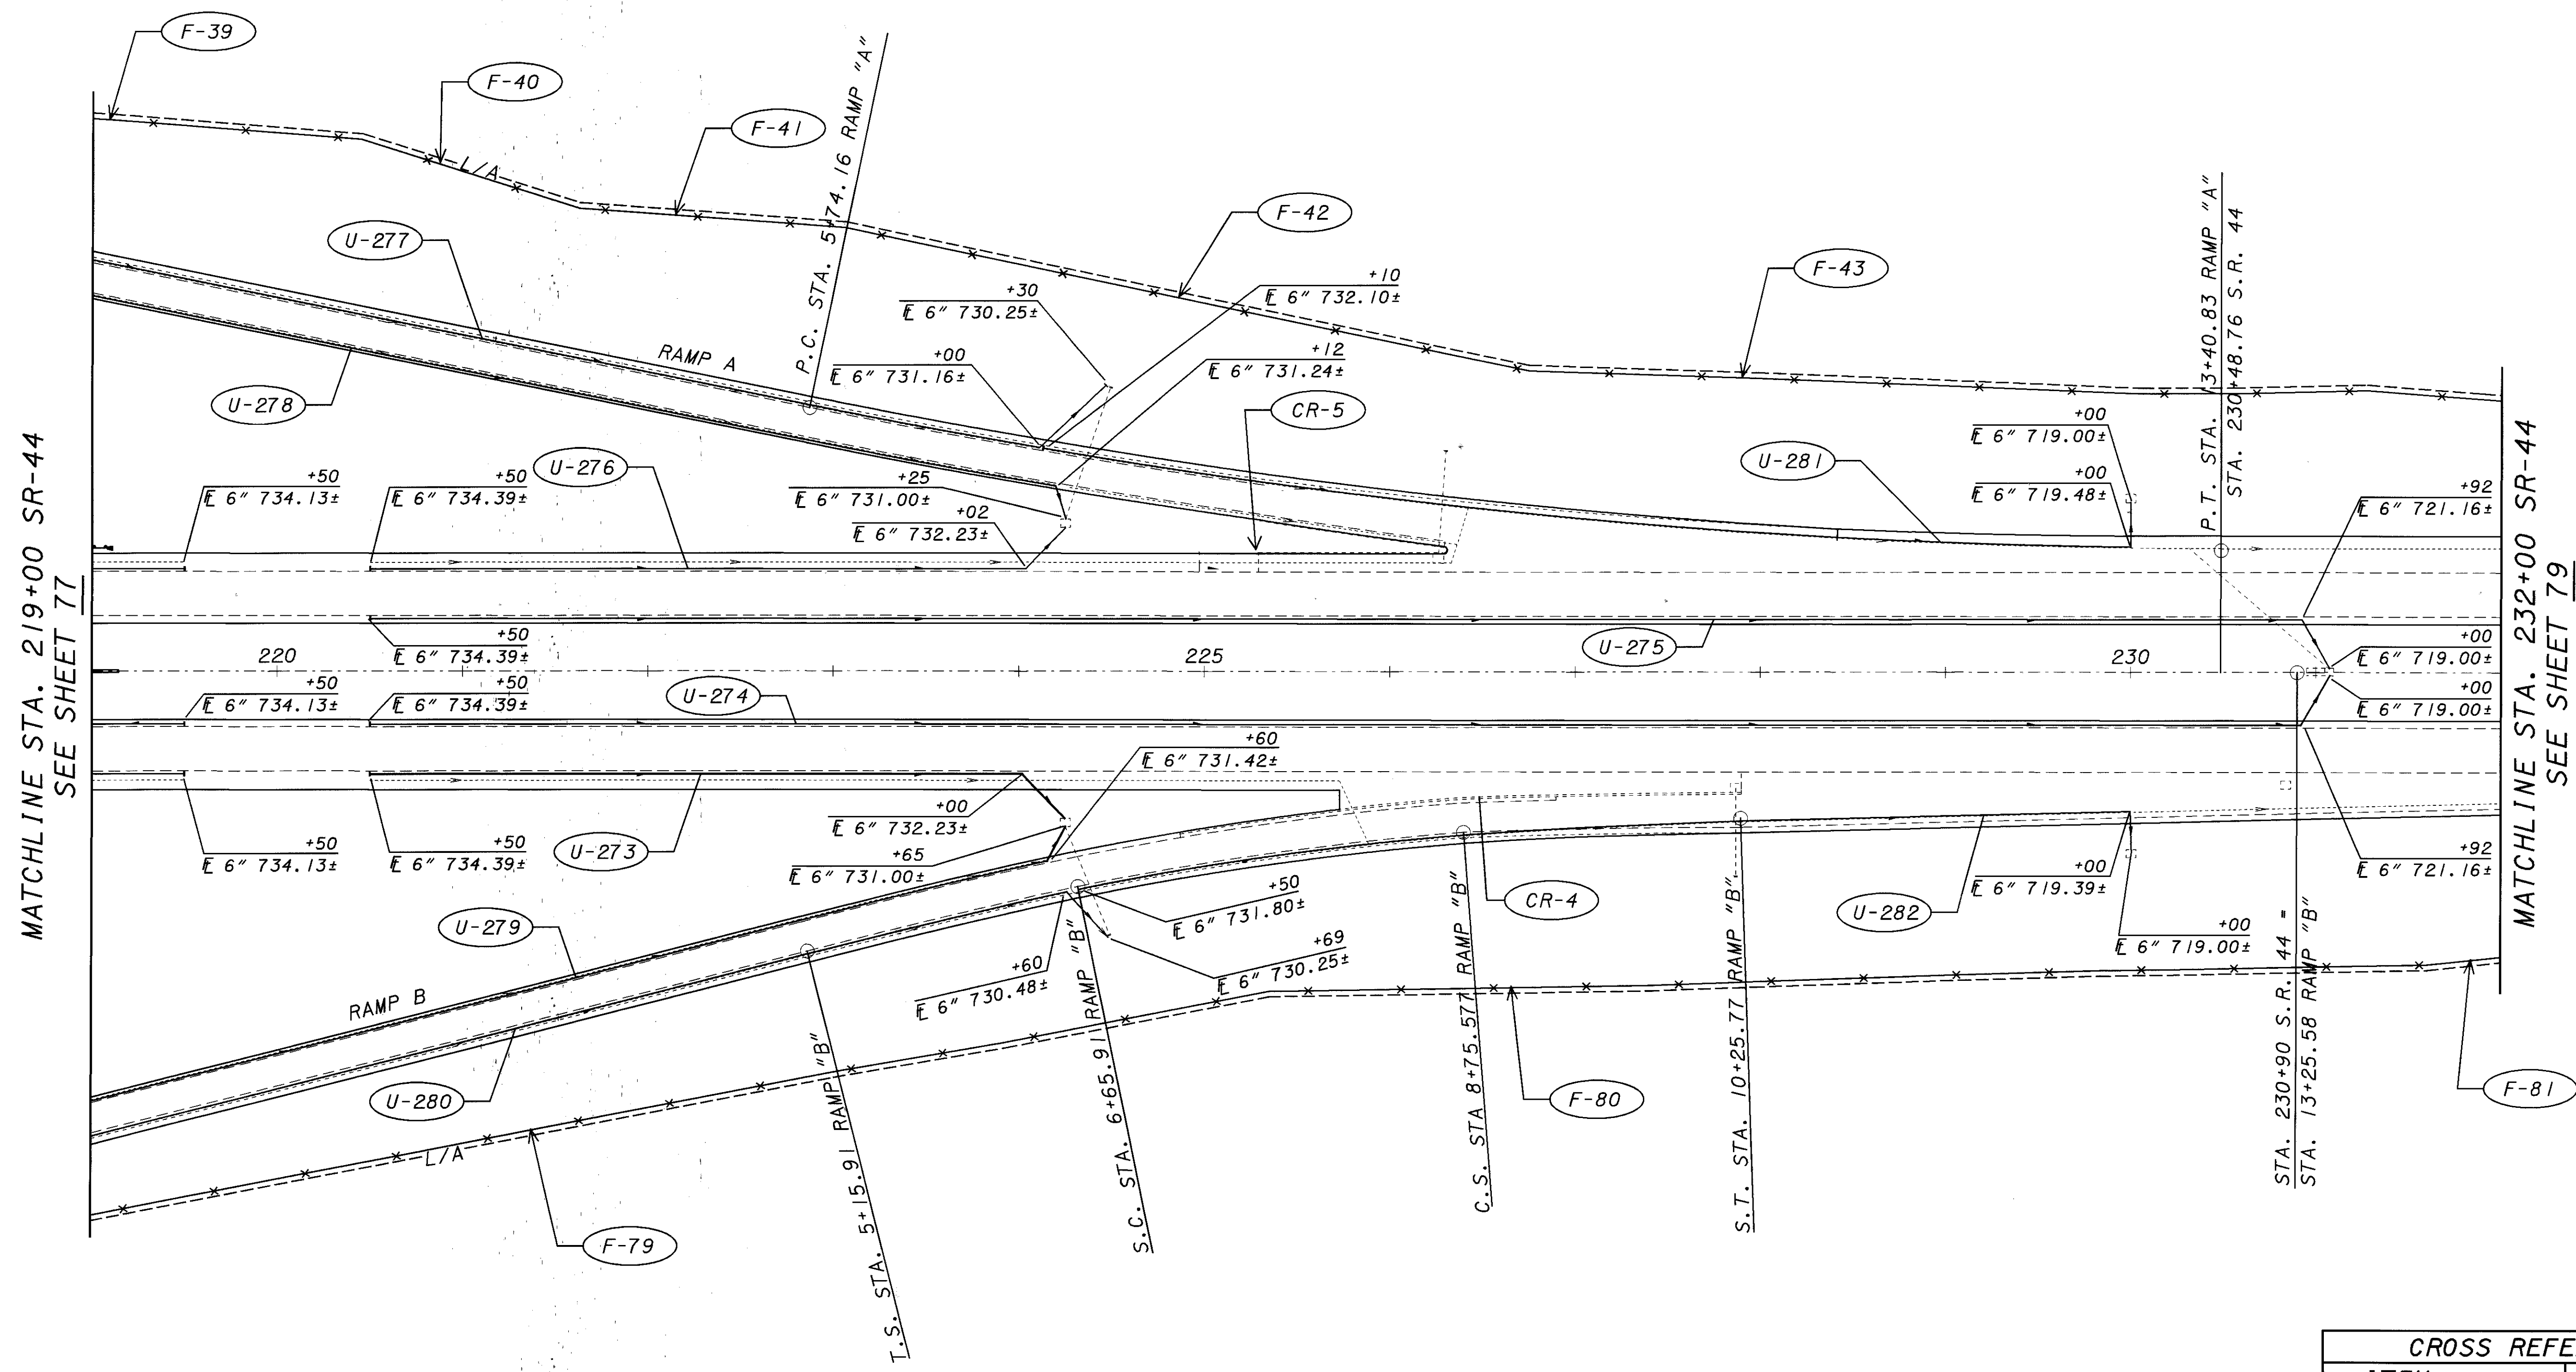 F-39
F-40
F-41
P.C. STA. 5+74.16 RAMP "A"
F-42
F-43
L/A
U-277
U-278
RAMP A
+30
℄ 6" 730.25±
+10
℄ 6" 732.10±
+00
℄ 6" 731.16±
+12
℄ 6" 731.24±
CR-5
P.T. STA. 13+40.83 RAMP "A"
STA. 230+48.76 S.R. 44
+00
℄ 6" 719.00±
U-281
+00
℄ 6" 719.48±
+92
℄ 6" 721.16±
MATCHLINE STA. 219+00 SR-44
SEE SHEET 77
+50
℄ 6" 734.13±
+50
℄ 6" 734.39±
U-276
+25
℄ 6" 731.00±
+02
℄ 6" 732.23±
+50
℄ 6" 734.39±
U-275
+00
℄ 6" 719.00±
220
225
230
+50
℄ 6" 734.13±
+50
℄ 6" 734.39±
U-274
+00
℄ 6" 719.00±
MATCHLINE STA. 232+00 SR-44
SEE SHEET 79
+60
℄ 6" 731.42±
+50
℄ 6" 734.13±
+50
℄ 6" 734.39±
U-273
+00
℄ 6" 732.23±
+65
℄ 6" 731.00±
+92
℄ 6" 721.16±
U-279
+50
℄ 6" 731.80±
CR-4
U-282
+00
℄ 6" 719.39±
+60
℄ 6" 730.48±
+69
℄ 6" 730.25±
+00
℄ 6" 719.00±
RAMP B
U-280
L/A
F-79
F-80
F-81
T.S. STA. 5+15.91 RAMP "B"
S.C. STA. 6+65.91 RAMP "B"
C.S. STA 8+75.57 RAMP "B"
S.T. STA. 10+25.77 RAMP "B"
STA. 230+90 S.R. 44 =
STA. 13+25.58 RAMP "B"
CROSS REFE